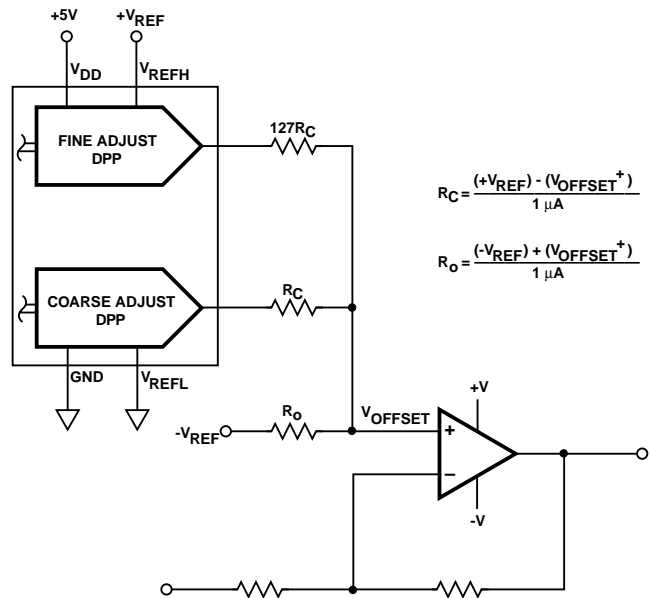 +5V
+VREF
VDD
VREFH
FINE ADJUST
DPP
127RC
RC = (+VREF) - (VOFFSET+)
1 μA
Ro = (-VREF) + (VOFFSET+)
1 μA
COARSE ADJUST
DPP
RC
GND
VREFL
-VREF
Ro
VOFFSET
+V
+
–
-V